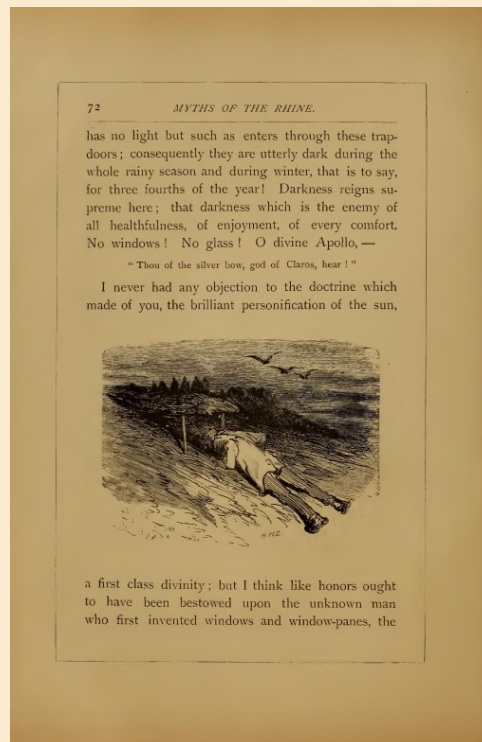 72 MYTHS OF THE RHINE.
has no light but such as enters through these trap-
doors; consequently they are utterly dark during the
whole rainy season and during winter, that is to say,
for three fourths of the year! Darkness reigns su-
preme here; that darkness which is the enemy of
all healthfulness, of enjoyment, of every comfort.
No windows! No glass! O divine Apollo, —
"Thou of the silver bow, god of Claros, hear!"
I never had any objection to the doctrine which
made of you, the brilliant personification of the sun,
a first class divinity; but I think like honors ought
to have been bestowed upon the unknown man
who first invented windows and window-panes, the